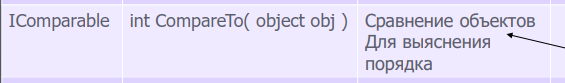 IComparable int CompareTo( object obj ) Сравнение объектов
Для выяснения
порядка